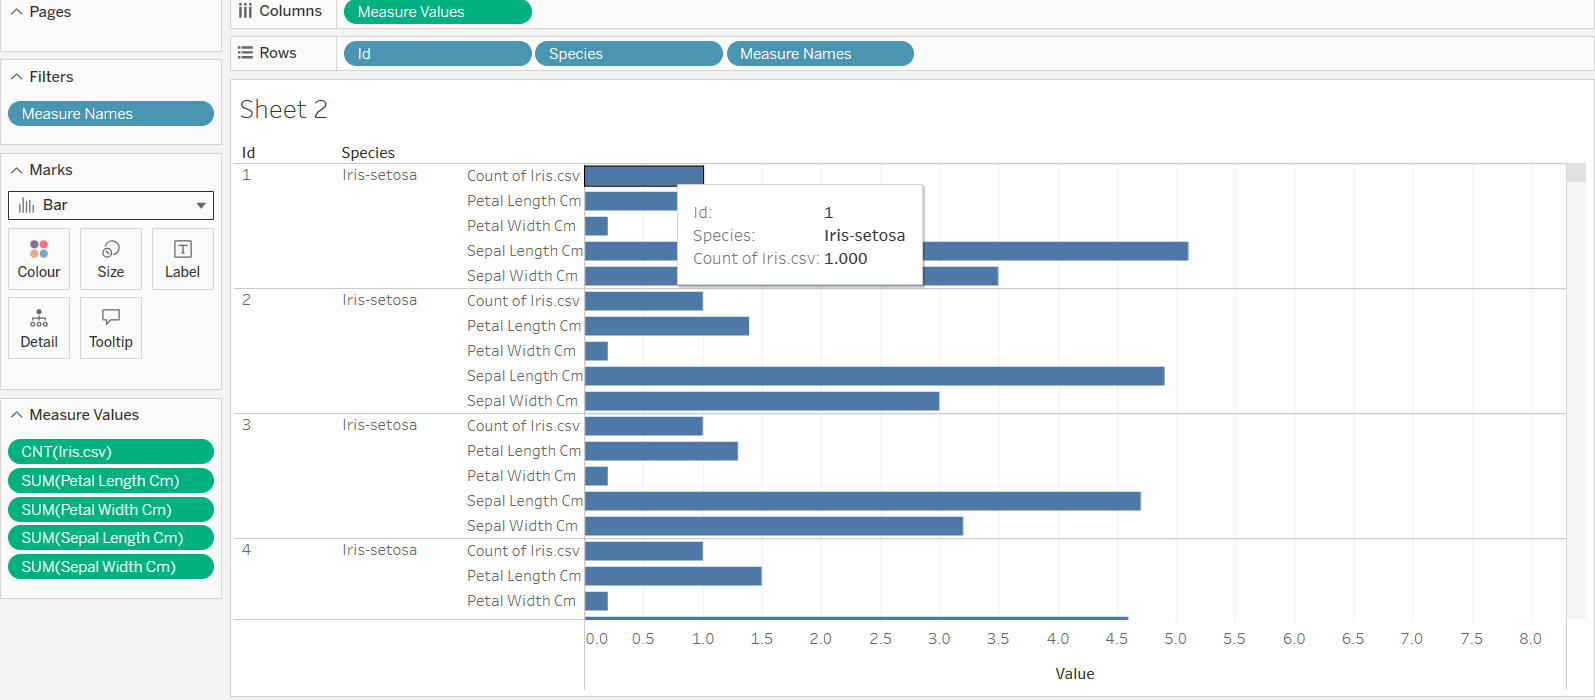 Pages
Columns
Measure Values
Rows
Id
Species
Measure Names
Filters
Measure Names
Marks
Bar
Colour
Size
Label
Detail
Tooltip
Measure Values
CNT(Iris.csv)
SUM(Petal Length Cm)
SUM(Petal Width Cm)
SUM(Sepal Length Cm)
SUM(Sepal Width Cm)
Sheet 2
Id Species
1 Iris-setosa Count of Iris.csv
Petal Length Cm
Petal Width Cm
Sepal Length Cm
Sepal Width Cm
Id: 1
Species: Iris-setosa
Count of Iris.csv: 1.000
2 Iris-setosa Count of Iris.csv
Petal Length Cm
Petal Width Cm
Sepal Length Cm
Sepal Width Cm
3 Iris-setosa Count of Iris.csv
Petal Length Cm
Petal Width Cm
Sepal Length Cm
Sepal Width Cm
4 Iris-setosa Count of Iris.csv
Petal Length Cm
Petal Width Cm
0.0 0.5 1.0 1.5 2.0 2.5 3.0 3.5 4.0 4.5 5.0 5.5 6.0 6.5 7.0 7.5 8.0
Value